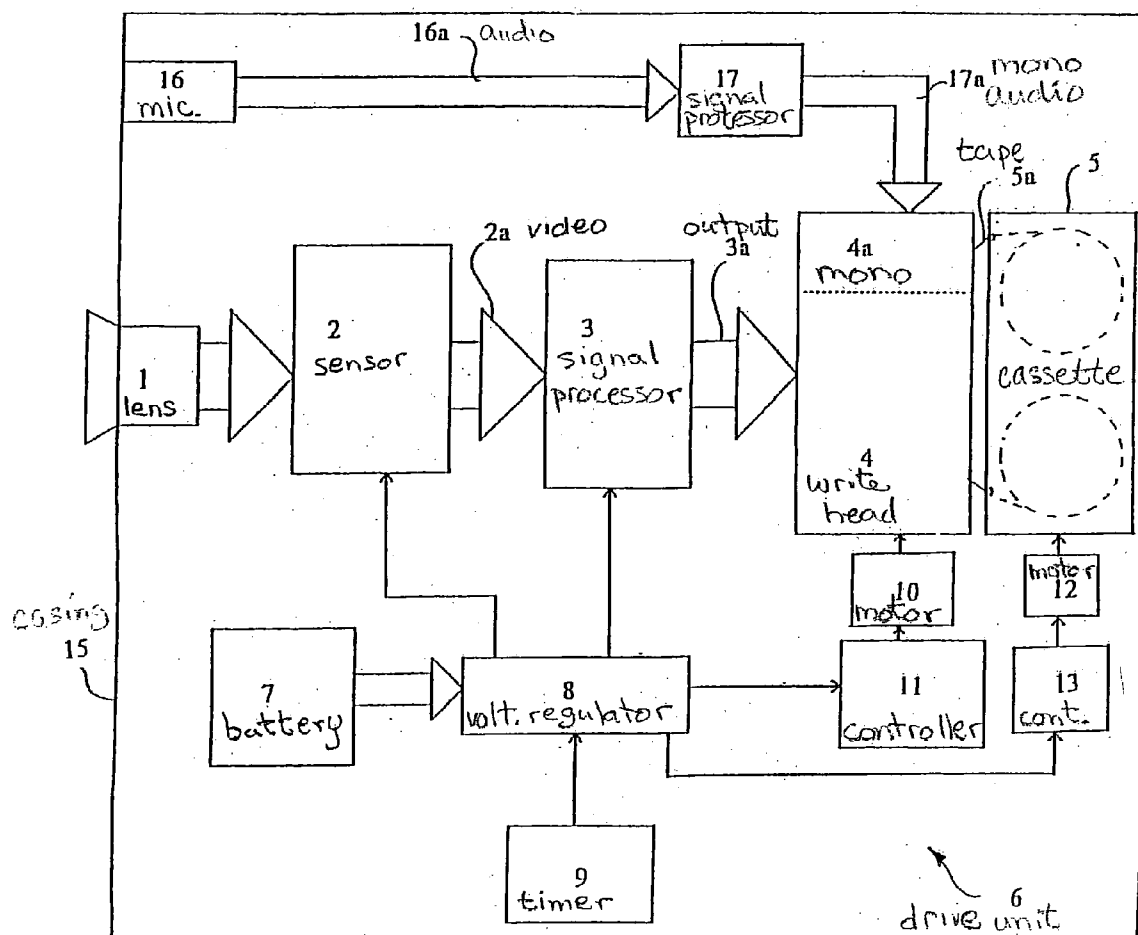 16a audio
16
mic.
17
signal
processor
17a mono
audio
tape
5a
5
2a video
output
3a
4a
mono
1
lens
2
sensor
3
signal
processor
cassette
4
write
head
casing
15
7
battery
8
volt. regulator
10
motor
motor
12
11
controller
13
cont.
9
timer
6
drive unit